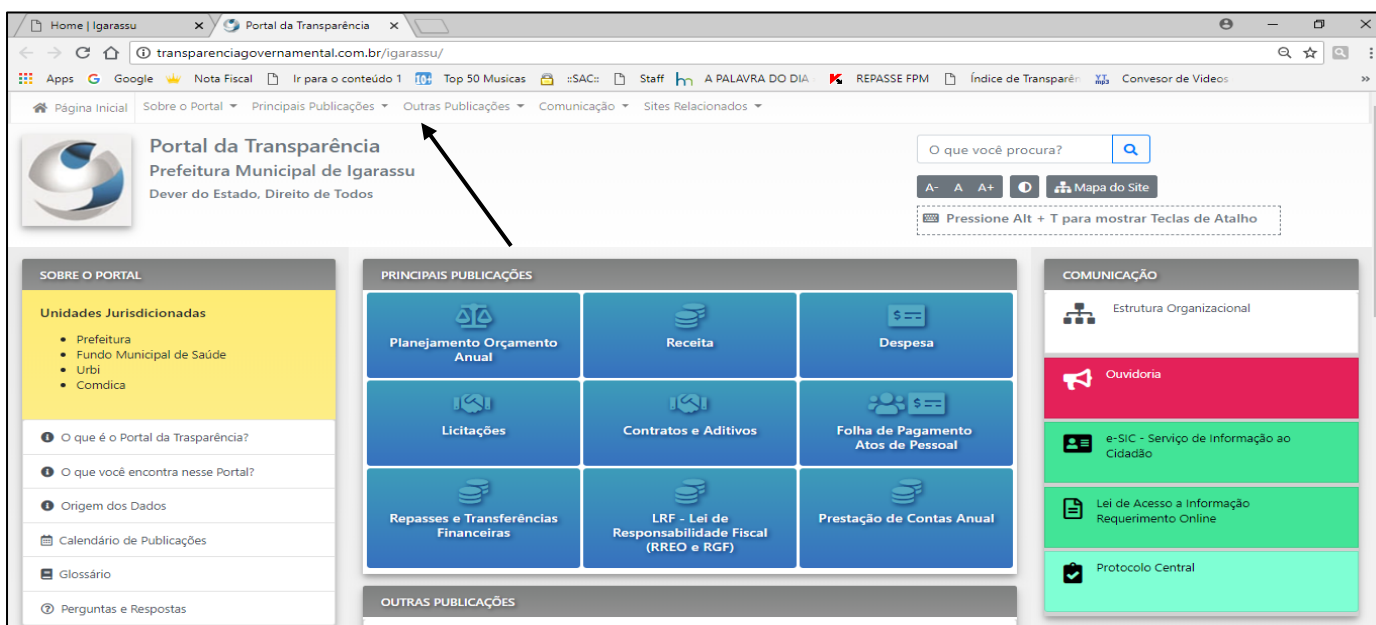 Home | Igarassu
Portal da Transparência
transparenciagovernamental.com.br/igarassu/
Apps G Google Nota Fiscal Ir para o conteúdo 1 10+ Top 50 Musicas ::SAC:: Staff A PALAVRA DO DIA REPASSE FPM Índice de Transparên Convesor de Videos »
Página Inicial Sobre o Portal Principais Publicações Outras Publicações Comunicação Sites Relacionados
Portal da Transparência
Prefeitura Municipal de Igarassu
Dever do Estado, Direito de Todos
O que você procura?
A- A A+ Mapa do Site
Pressione Alt + T para mostrar Teclas de Atalho
SOBRE O PORTAL
Unidades Jurisdicionadas
Prefeitura
Fundo Municipal de Saúde
Urbi
Comdica
O que é o Portal da Trasparência?
O que você encontra nesse Portal?
Origem dos Dados
Calendário de Publicações
Glossário
Perguntas e Respostas
PRINCIPAIS PUBLICAÇÕES
Planejamento Orçamento
Anual
Receita
Despesa
Licitações
Contratos e Aditivos
Folha de Pagamento
Atos de Pessoal
Repasses e Transferências
Financeiras
LRF - Lei de
Responsabilidade Fiscal
(RREO e RGF)
Prestação de Contas Anual
OUTRAS PUBLICAÇÕES
COMUNICAÇÃO
Estrutura Organizacional
Ouvidoria
e-SIC - Serviço de Informação ao
Cidadão
Lei de Acesso a Informação
Requerimento Online
Protocolo Central